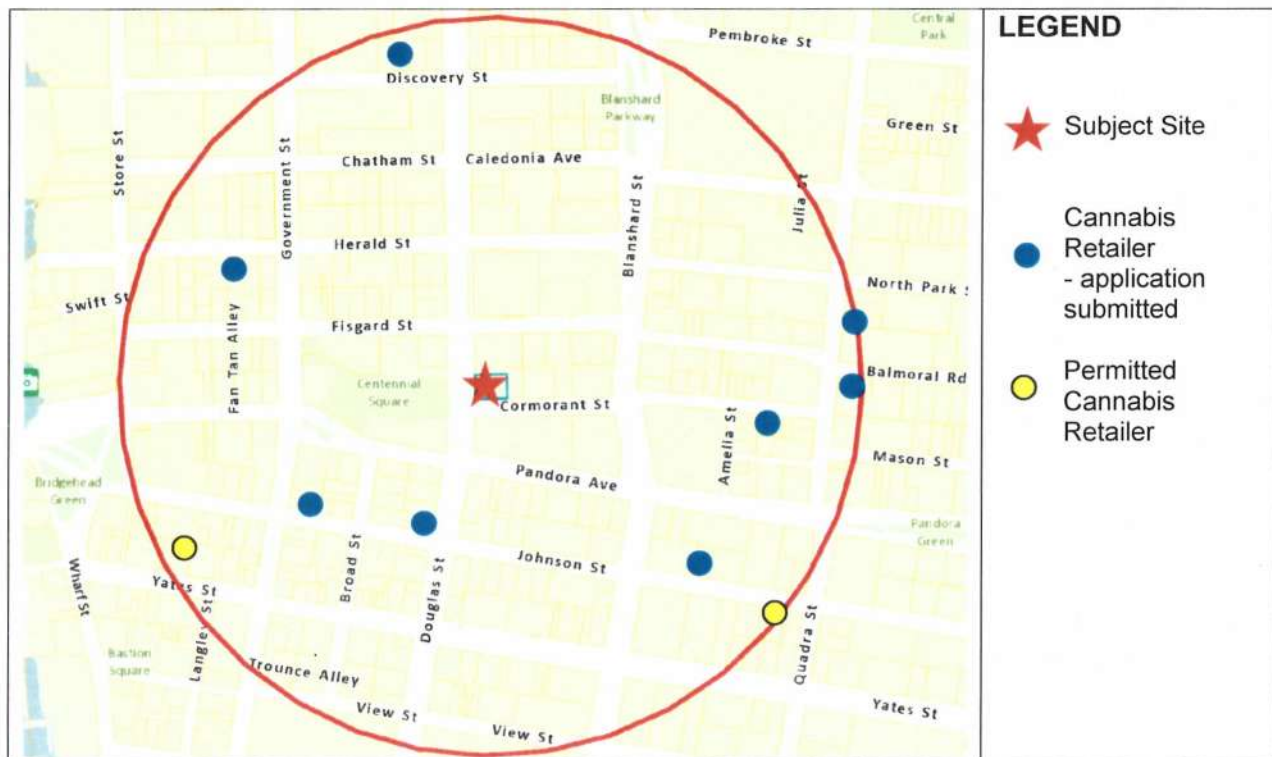 Central
Park
Pembroke St
Discovery St
Blanshard
Parkway
Green St
Store St
Government St
Chatham St
Caledonia Ave
Julia St
Blanshard St
Herald St
North Park S
Swift St
Fan Tan Alley
Fisgard St
Balmoral Rd
Centennial
Square
Cormorant St
Amelia St
Mason St
Pandora Ave
Bridgehead
Green
Pandora
Green
Broad St
Johnson St
Wharf St
Yates St
Douglas St
Langley St
Quadra St
Bastion
Square
Trounce Alley
View St
View St
Yates St
LEGEND
Subject Site
Cannabis
Retailer
- application
submitted
Permitted
Cannabis
Retailer